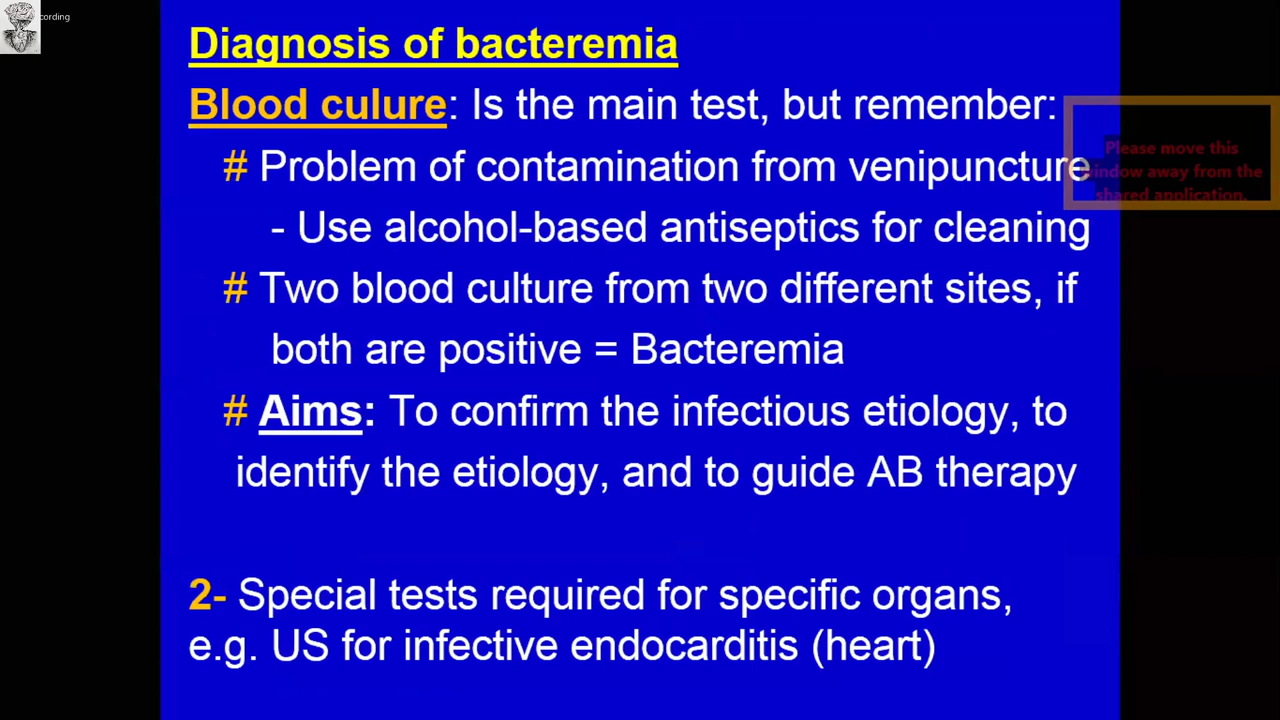 cording
Diagnosis of bacteremia
Blood culure: Is the main test, but remember:
# Problem of contamination from venipuncture
- Use alcohol-based antiseptics for cleaning
# Two blood culture from two different sites, if
both are positive = Bacteremia
# Aims: To confirm the infectious etiology, to
identify the etiology, and to guide AB therapy
2- Special tests required for specific organs,
e.g. US for infective endocarditis (heart)
Please move this
window away from the
shared application.